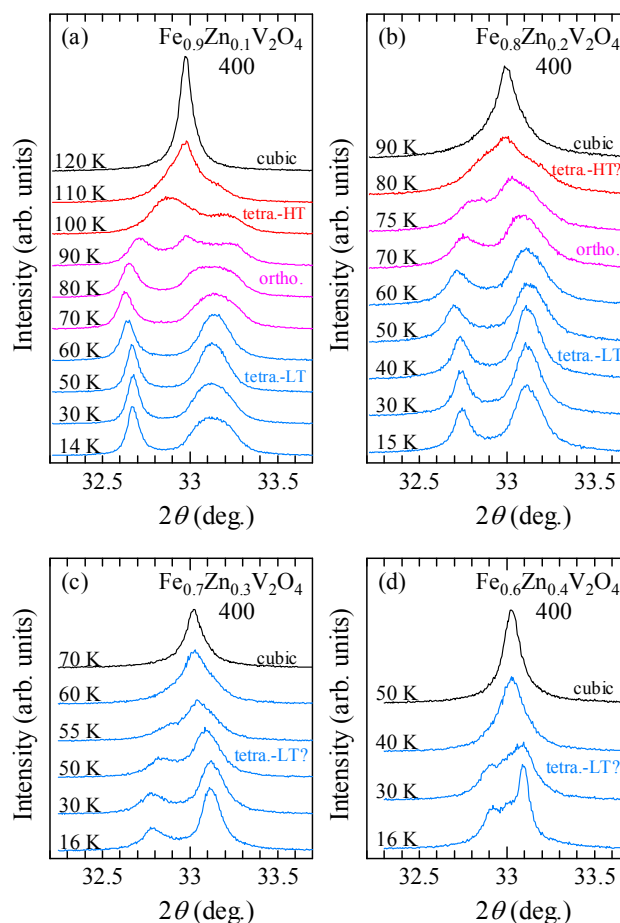 (a) Fe0.9Zn0.1V2O4
400
120 K cubic
110 K
100 K tetra.-HT
90 K
80 K ortho.
70 K
60 K
50 K tetra.-LT
30 K
14 K
32.5 33 33.5
2θ (deg.)
Intensity (arb. units)
(b) Fe0.8Zn0.2V2O4
400
90 K cubic
80 K tetra.-HT?
75 K
70 K ortho.
60 K
50 K
40 K tetra.-LT
30 K
15 K
32.5 33 33.5
2θ (deg.)
Intensity (arb. units)
(c) Fe0.7Zn0.3V2O4
400
70 K cubic
60 K
55 K
50 K tetra.-LT?
30 K
16 K
32.5 33 33.5
2θ (deg.)
Intensity (arb. units)
(d) Fe0.6Zn0.4V2O4
400
50 K cubic
40 K
30 K tetra.-LT?
16 K
32.5 33 33.5
2θ (deg.)
Intensity (arb. units)